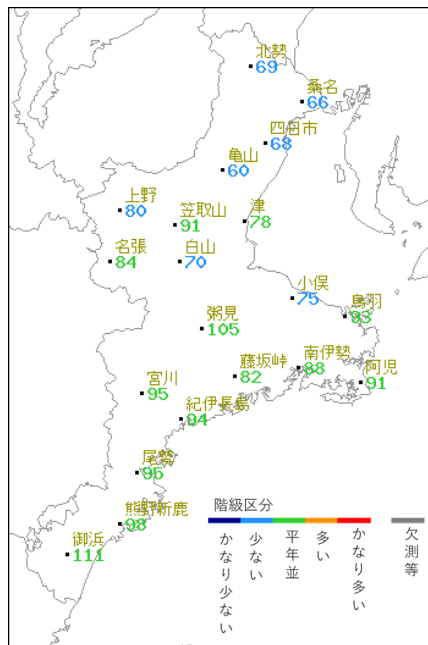 北勢
69
桑名
66
四日市
68
亀山
60
上野
80
笠取山
91
津
78
名張
84
白山
70
小俣
75
鳥羽
93
粥見
105
藤坂峠
82
南伊勢
88
阿児
91
宮川
95
紀伊長島
94
尾鷲
95
熊野新鹿
98
御浜
111
階級区分
かなり少ない
少ない
平年並
多い
かなり多い
欠測等